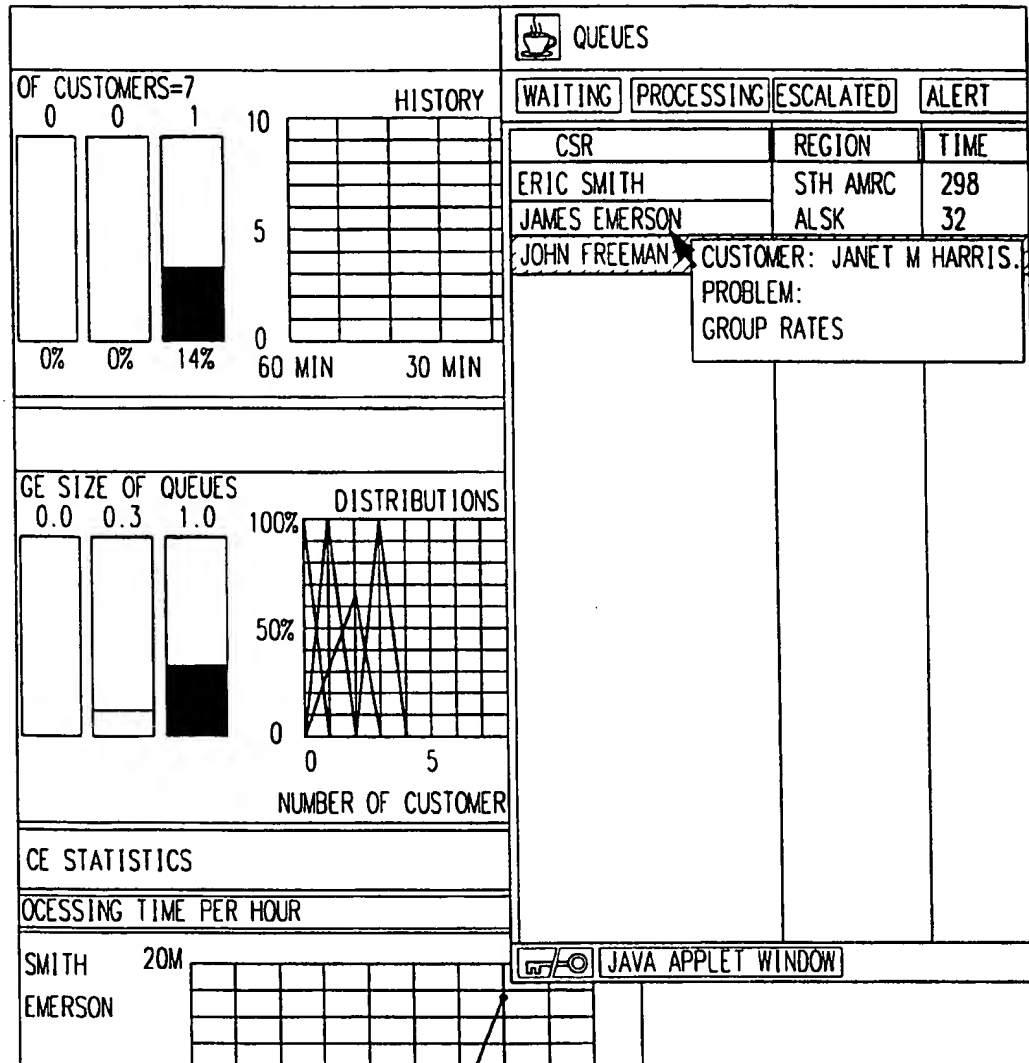 QUEUES
OF CUSTOMERS=7
0 0 1
HISTORY
10
5
0
0% 0% 14%
60 MIN 30 MIN
WAITING PROCESSING ESCALATED ALERT
CSR REGION TIME
ERIC SMITH STH AMRC 298
JAMES EMERSON ALSK 32
JOHN FREEMAN
CUSTOMER: JANET M HARRIS.
PROBLEM:
GROUP RATES
GE SIZE OF QUEUES
0.0 0.3 1.0
DISTRIBUTIONS
100%
50%
0
0 5
NUMBER OF CUSTOMER
CE STATISTICS
OCESSING TIME PER HOUR
SMITH 20M
EMERSON
JAVA APPLET WINDOW